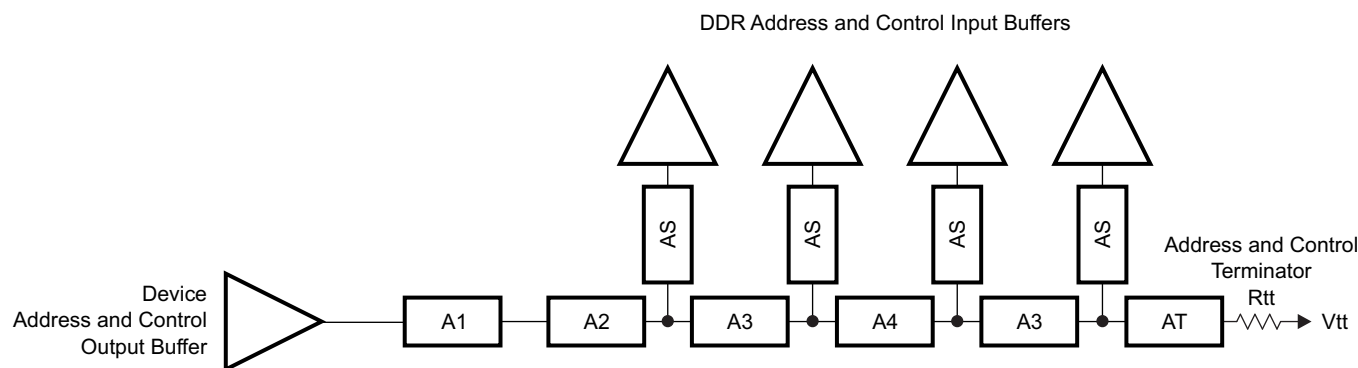 DDR Address and Control Input Buffers
AS
AS
AS
AS
Address and Control
Terminator
Rtt
Vtt
Device
Address and Control
Output Buffer
A1
A2
A3
A4
A3
AT